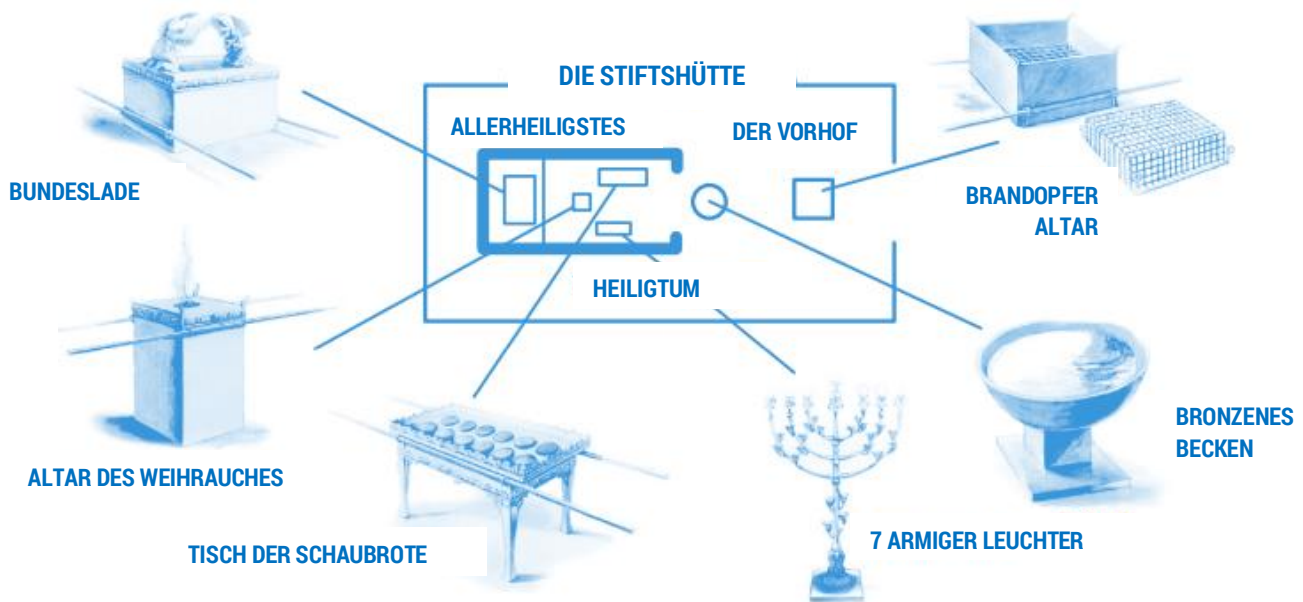 DIE STIFTSHÜTTE
ALLERHEILIGSTES
DER VORHOF
BUNDESLADE
BRANDOPFER
ALTAR
HEILIGTUM
BRONZENES
BECKEN
ALTAR DES WEIHRAUCHES
7 ARMIGER LEUCHTER
TISCH DER SCHAUBROTE